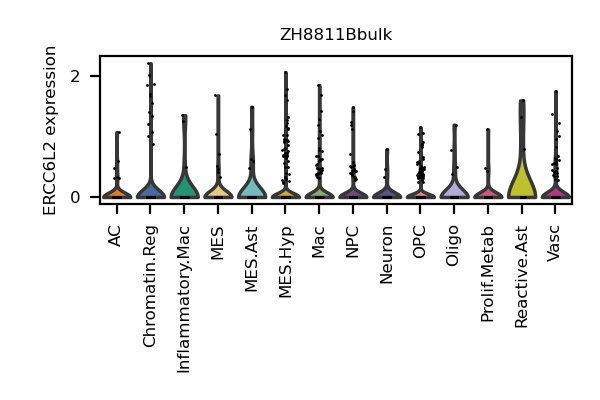 ZH8811Bbulk
ERCC6L2 expression
2
0
AC
Chromatin.Reg
Inflammatory.Mac
MES
MES.Ast
MES.Hyp
Mac
NPC
Neuron
OPC
Oligo
Prolif.Metab
Reactive.Ast
Vasc